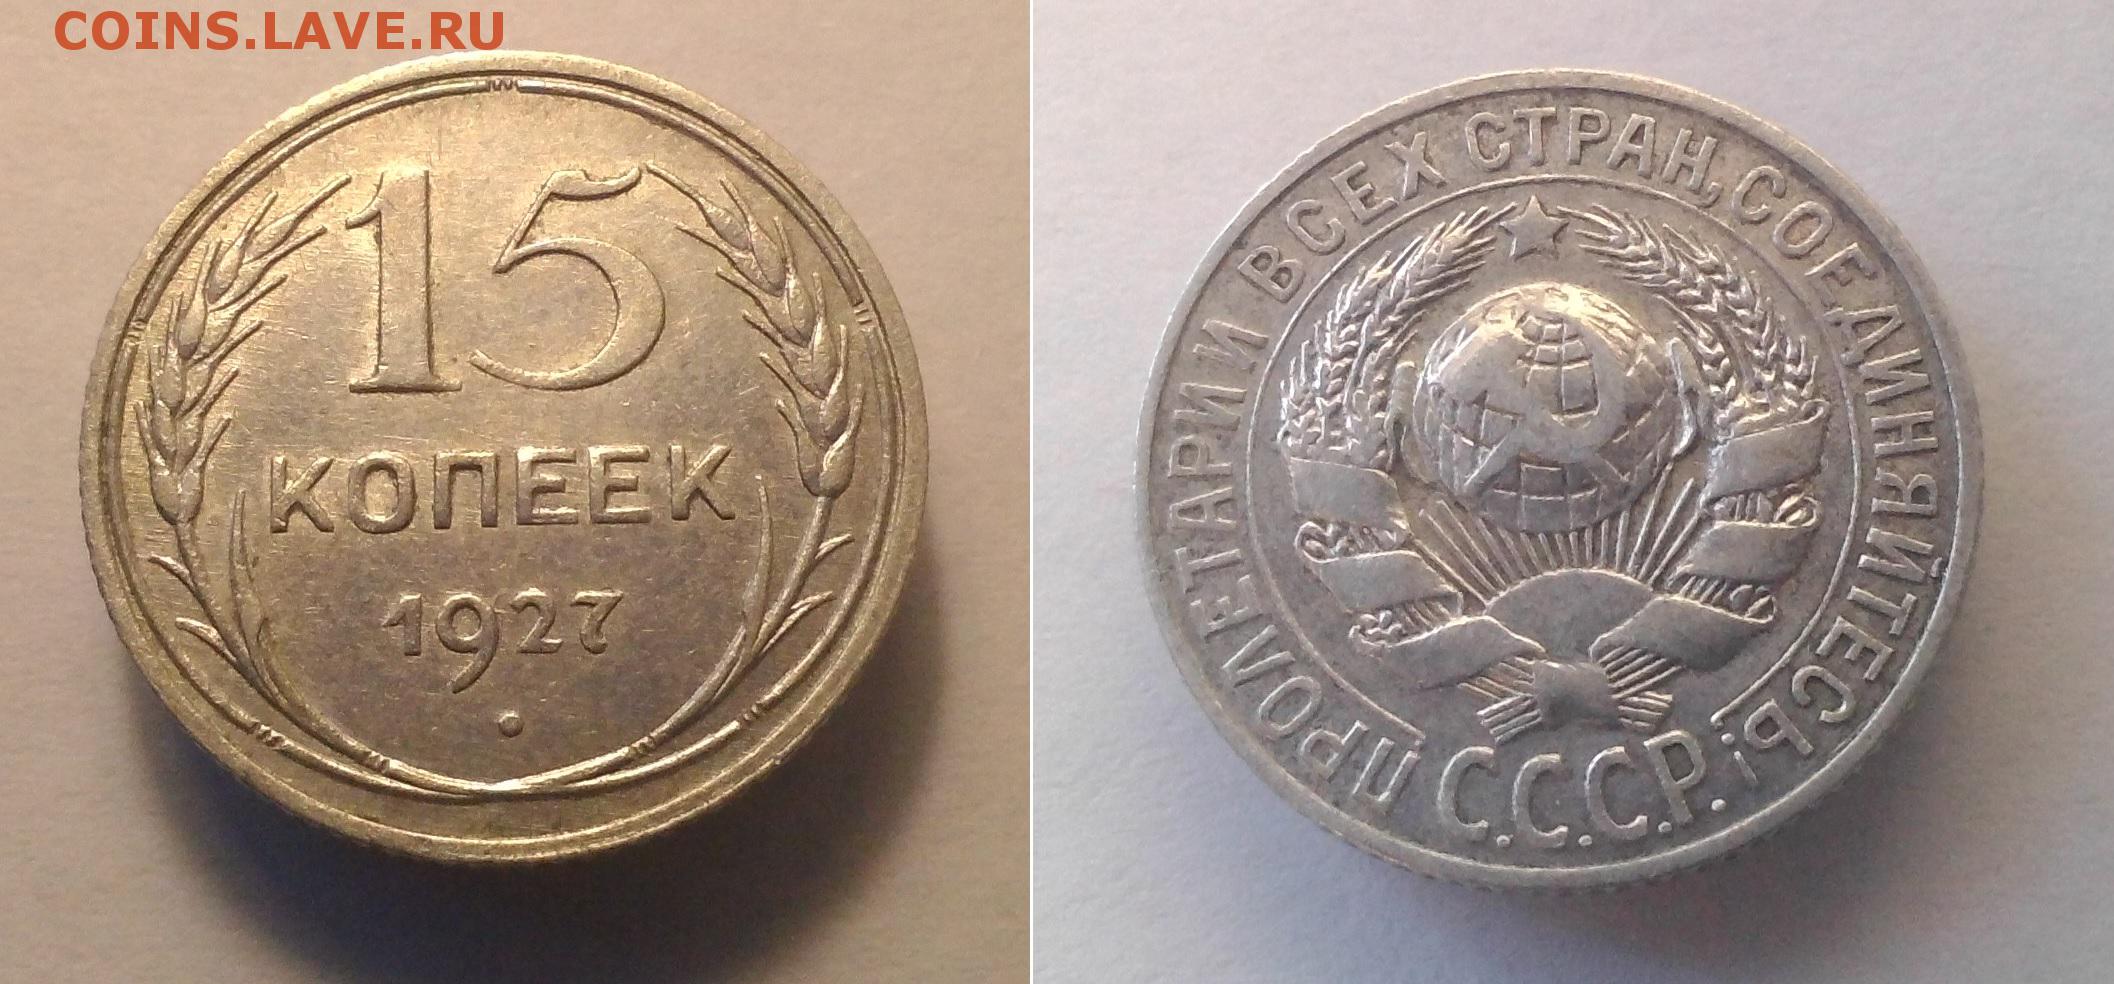 COINS.LAVE.RU
15
КОПЕЕК
1927
ПРОЛЕТАРИИ ВСЕХ СТРАН, СОЕДИНЯЙТЕСЬ!
С.С.С.Р.